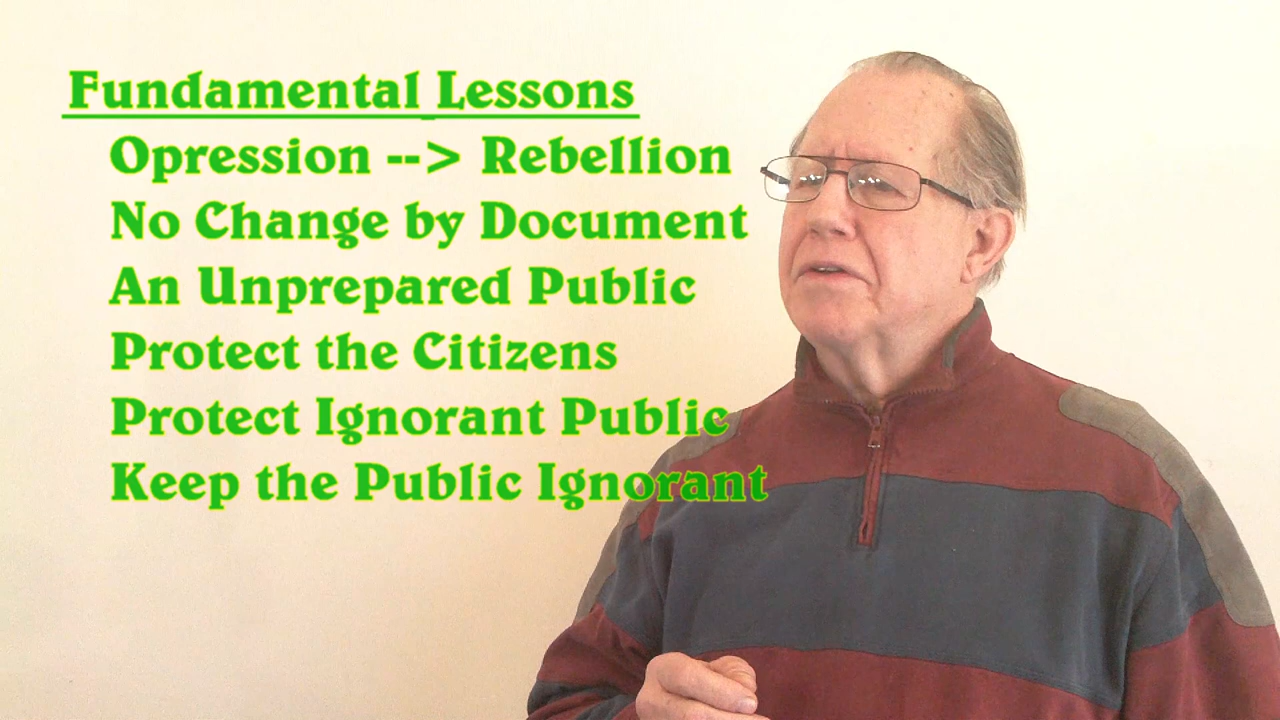 Fundamental Lessons
Opression --> Rebellion
No Change by Document
An Unprepared Public
Protect the Citizens
Protect Ignorant Public
Keep the Public Ignorant